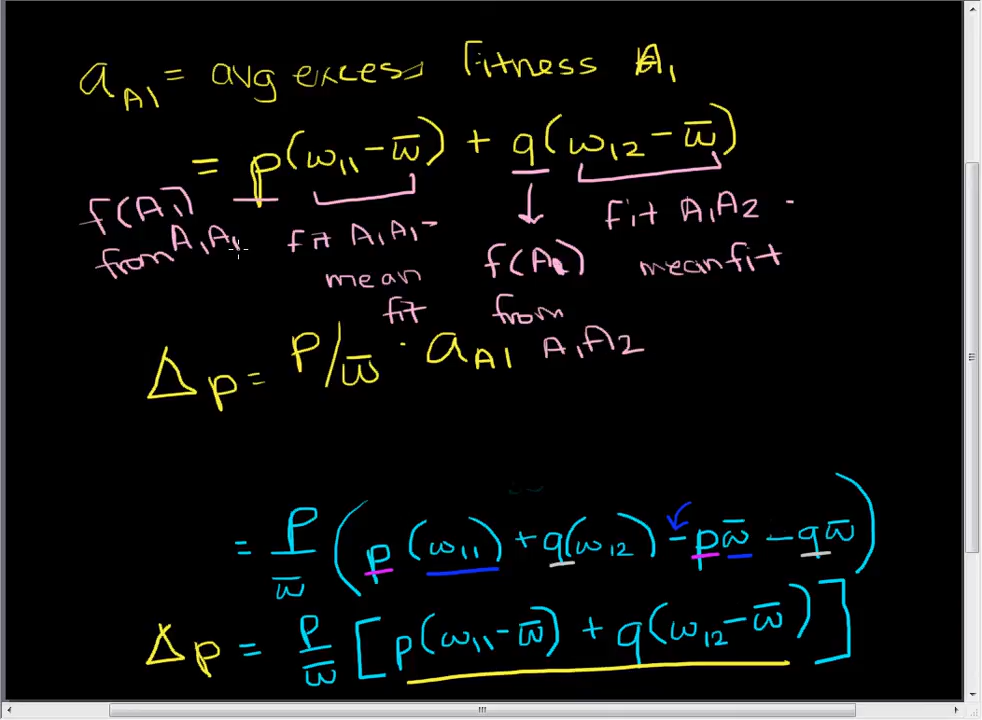 a_A1 = avg excess fitness A₁
= p(w₁₁ - w̅) + q(w₁₂ - w̅)
f(A₁) from A₁A₁
fit A₁A₁ - mean fit
f(A₁) from A₁A₂
fit A₁A₂ - mean fit
Δp = p/w̅ · a_A1
= p/w̅ (p(w₁₁) + q(w₁₂) - pw̅ - qw̅)
Δp = p/w̅ [p(w₁₁ - w̅) + q(w₁₂ - w̅)]